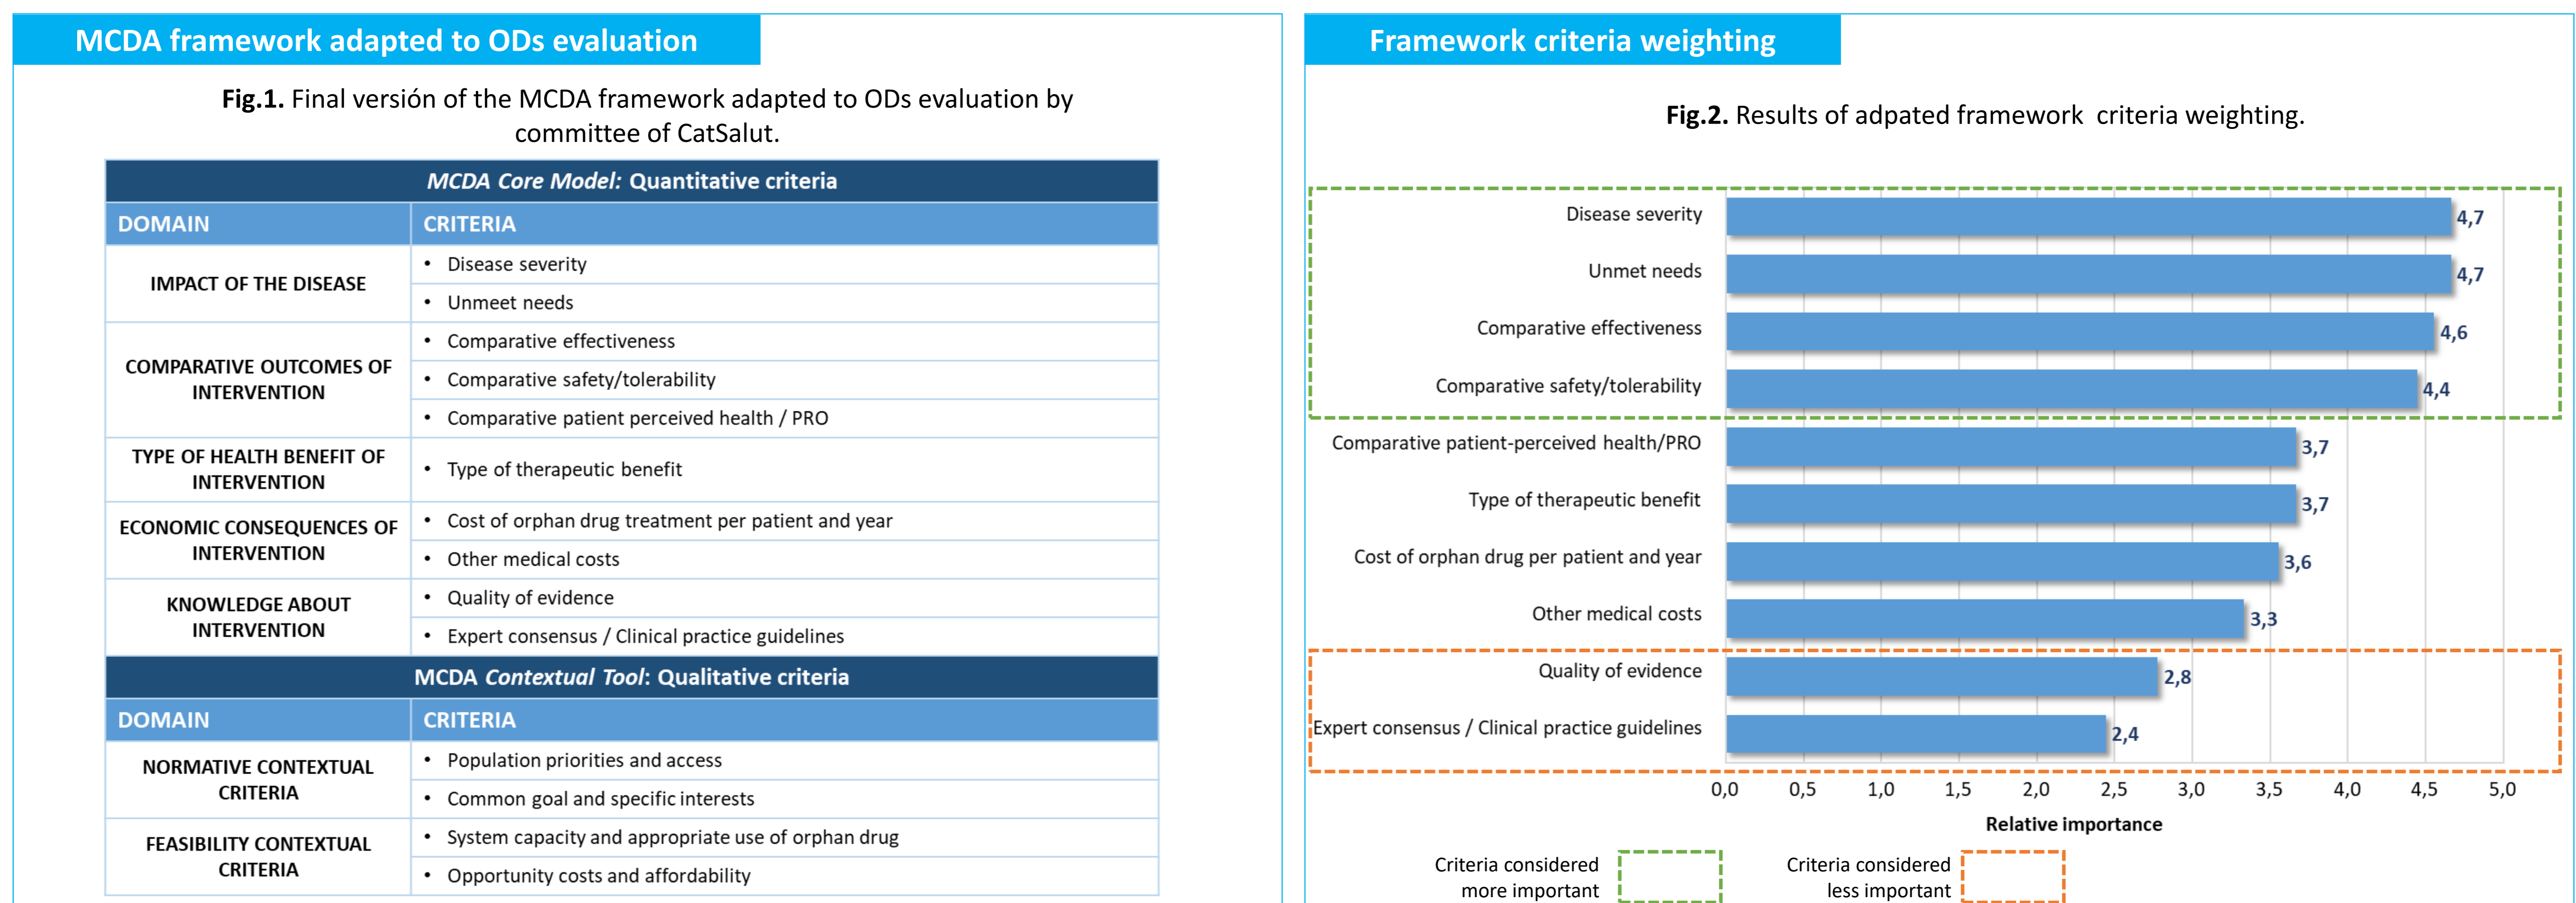 MCDA framework adapted to ODs evaluation
Fig.1. Final versión of the MCDA framework adapted to ODs evaluation by
committee of CatSalut.
MCDA Core Model: Quantitative criteria
DOMAIN
CRITERIA
IMPACT OF THE DISEASE
• Disease severity
• Unmeet needs
COMPARATIVE OUTCOMES OF
INTERVENTION
• Comparative effectiveness
• Comparative safety/tolerability
• Comparative patient perceived health / PRO
TYPE OF HEALTH BENEFIT OF
INTERVENTION
• Type of therapeutic benefit
ECONOMIC CONSEQUENCES OF
INTERVENTION
• Cost of orphan drug treatment per patient and year
• Other medical costs
KNOWLEDGE ABOUT
INTERVENTION
• Quality of evidence
• Expert consensus / Clinical practice guidelines
MCDA Contextual Tool: Qualitative criteria
DOMAIN
CRITERIA
NORMATIVE CONTEXTUAL
CRITERIA
• Population priorities and access
• Common goal and specific interests
FEASIBILITY CONTEXTUAL
CRITERIA
• System capacity and appropriate use of orphan drug
• Opportunity costs and affordability
Framework criteria weighting
Fig.2. Results of adpated framework criteria weighting.
Disease severity 4,7
Unmet needs 4,7
Comparative effectiveness 4,6
Comparative safety/tolerability 4,4
Comparative patient-perceived health/PRO 3,7
Type of therapeutic benefit 3,7
Cost of orphan drug per patient and year 3,6
Other medical costs 3,3
Quality of evidence 2,8
Expert consensus / Clinical practice guidelines 2,4
0,0 0,5 1,0 1,5 2,0 2,5 3,0 3,5 4,0 4,5 5,0
Relative importance
Criteria considered
more important
Criteria considered
less important